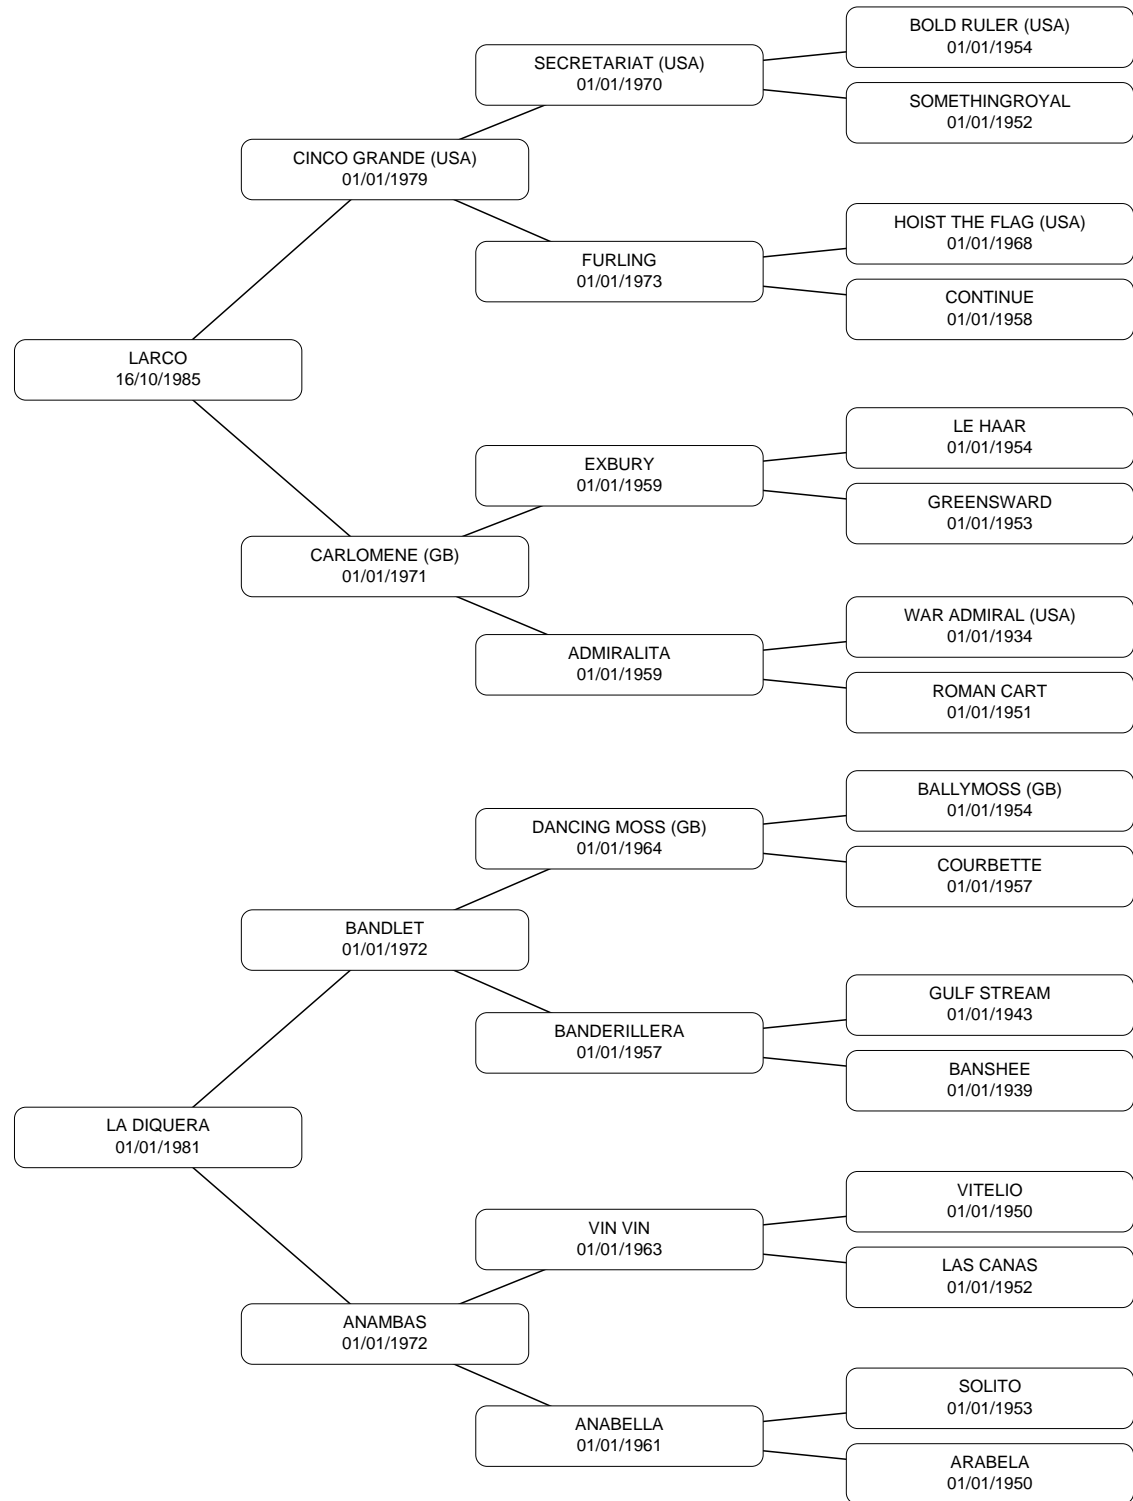 BOLD RULER (USA)
01/01/1954
SECRETARIAT (USA)
01/01/1970
SOMETHINGROYAL
01/01/1952
CINCO GRANDE (USA)
01/01/1979
HOIST THE FLAG (USA)
01/01/1968
FURLING
01/01/1973
CONTINUE
01/01/1958
LARCO
16/10/1985
LE HAAR
01/01/1954
EXBURY
01/01/1959
GREENSWARD
01/01/1953
CARLOMENE (GB)
01/01/1971
WAR ADMIRAL (USA)
01/01/1934
ADMIRALITA
01/01/1959
ROMAN CART
01/01/1951
BALLYMOSS (GB)
01/01/1954
DANCING MOSS (GB)
01/01/1964
COURBETTE
01/01/1957
BANDLET
01/01/1972
GULF STREAM
01/01/1943
BANDERILLERA
01/01/1957
BANSHEE
01/01/1939
LA DIQUERA
01/01/1981
VITELIO
01/01/1950
VIN VIN
01/01/1963
LAS CANAS
01/01/1952
ANAMBAS
01/01/1972
SOLITO
01/01/1953
ANABELLA
01/01/1961
ARABELA
01/01/1950